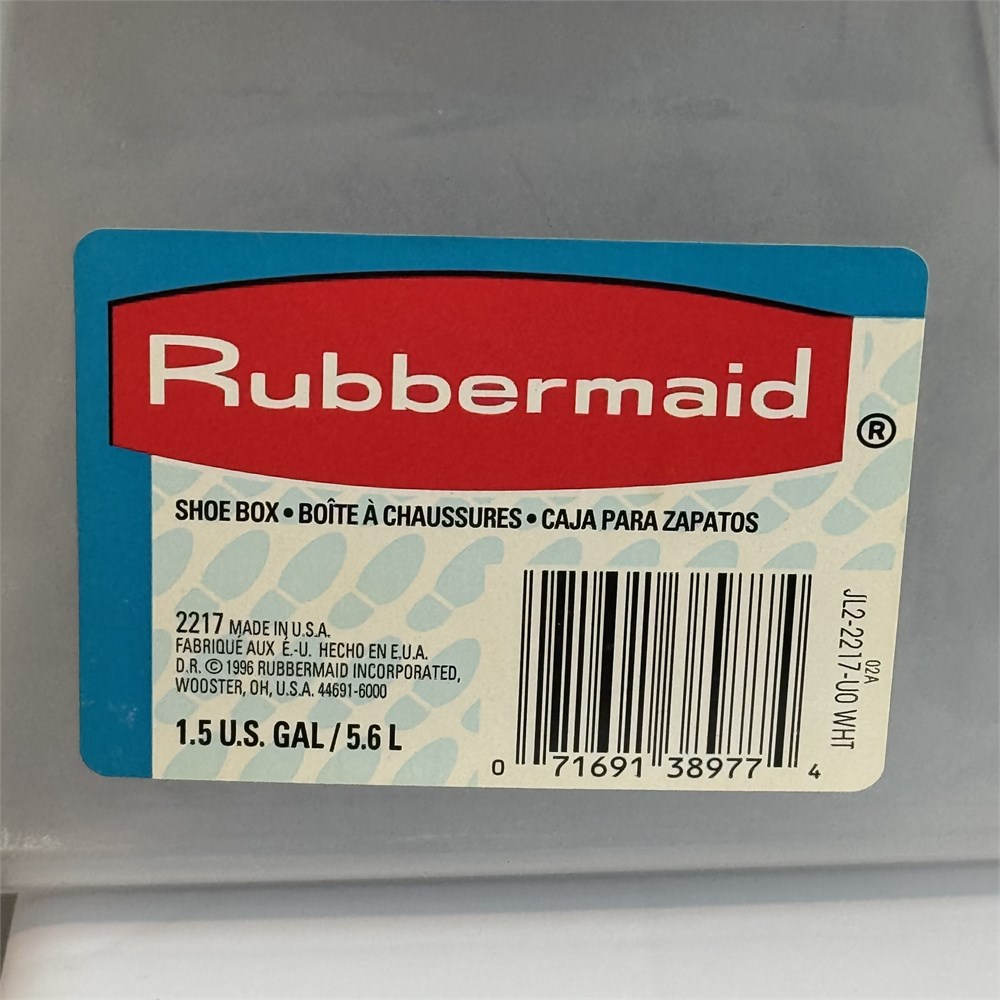 Rubbermaid®
SHOE BOX • BOÎTE À CHAUSSURES • CAJA PARA ZAPATOS
2217 MADE IN U.S.A.
FABRIQUÉ AUX É.-U. HECHO EN E.U.A.
D.R. © 1996 RUBBERMAID INCORPORATED,
WOOSTER, OH, U.S.A. 44691-6000
1.5 U.S. GAL / 5.6 L
0 71691 38977 4
JL2-2217-U0 WHT
02A